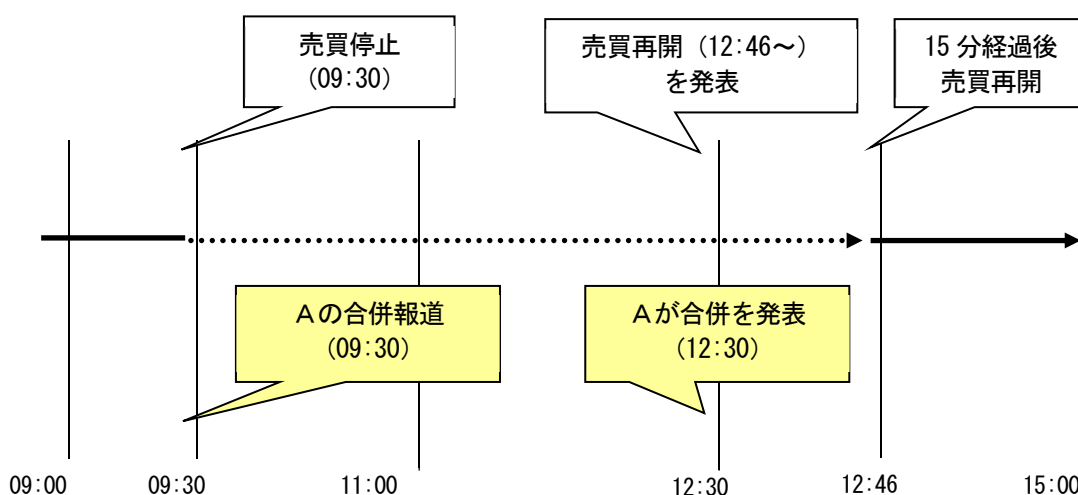 売買停止
(09:30)
売買再開（12:46～）
を発表
15 分経過後
売買再開
Aの合併報道
(09:30)
Aが合併を発表
(12:30)
09:00
09:30
11:00
12:30
12:46
15:00